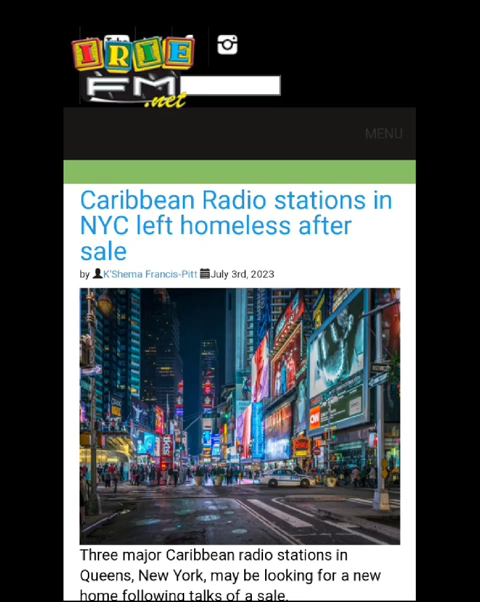 IRIE
FM
.net
MENU
Caribbean Radio stations in
NYC left homeless after
sale
by K'Shema Francis-Pitt July 3rd, 2023
CNN
Three major Caribbean radio stations in
Queens, New York, may be looking for a new
home following talks of a sale.